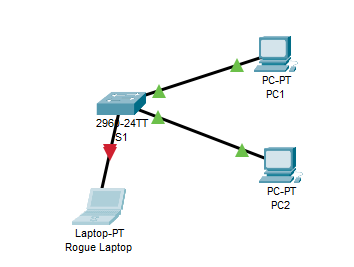 PC-PT
PC1
2960-24TT
S1
PC-PT
PC2
Laptop-PT
Rogue Laptop